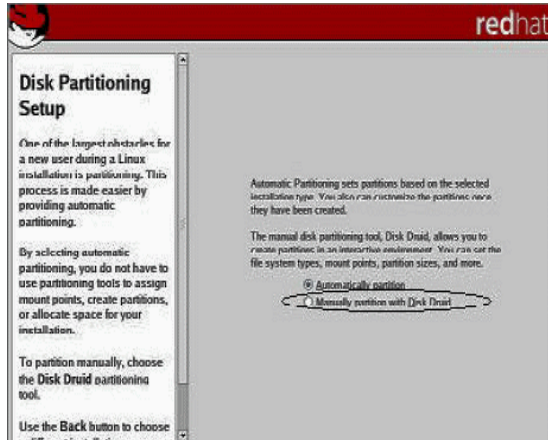 redhat
Disk Partitioning
Setup
One of the largest obstacles for
a new user during a Linux
installation is partitioning. This
process is made easier by
providing automatic
partitioning.
By selecting automatic
partitioning, you do not have to
use partitioning tools to assign
mount points, create partitions,
or allocate space for your
installation.
To partition manually, choose
the Disk Druid partitioning
tool.
Use the Back button to choose
Automatic Partitioning sets partitions based on the selected
installation type. You also can customize the partitions once
they have been created.
The manual disk partitioning tool, Disk Druid, allows you to
create partitions in an interactive environment. You can set the
file system types, mount points, partition sizes, and more.
Automatically partition
Manually partition with Disk Druid